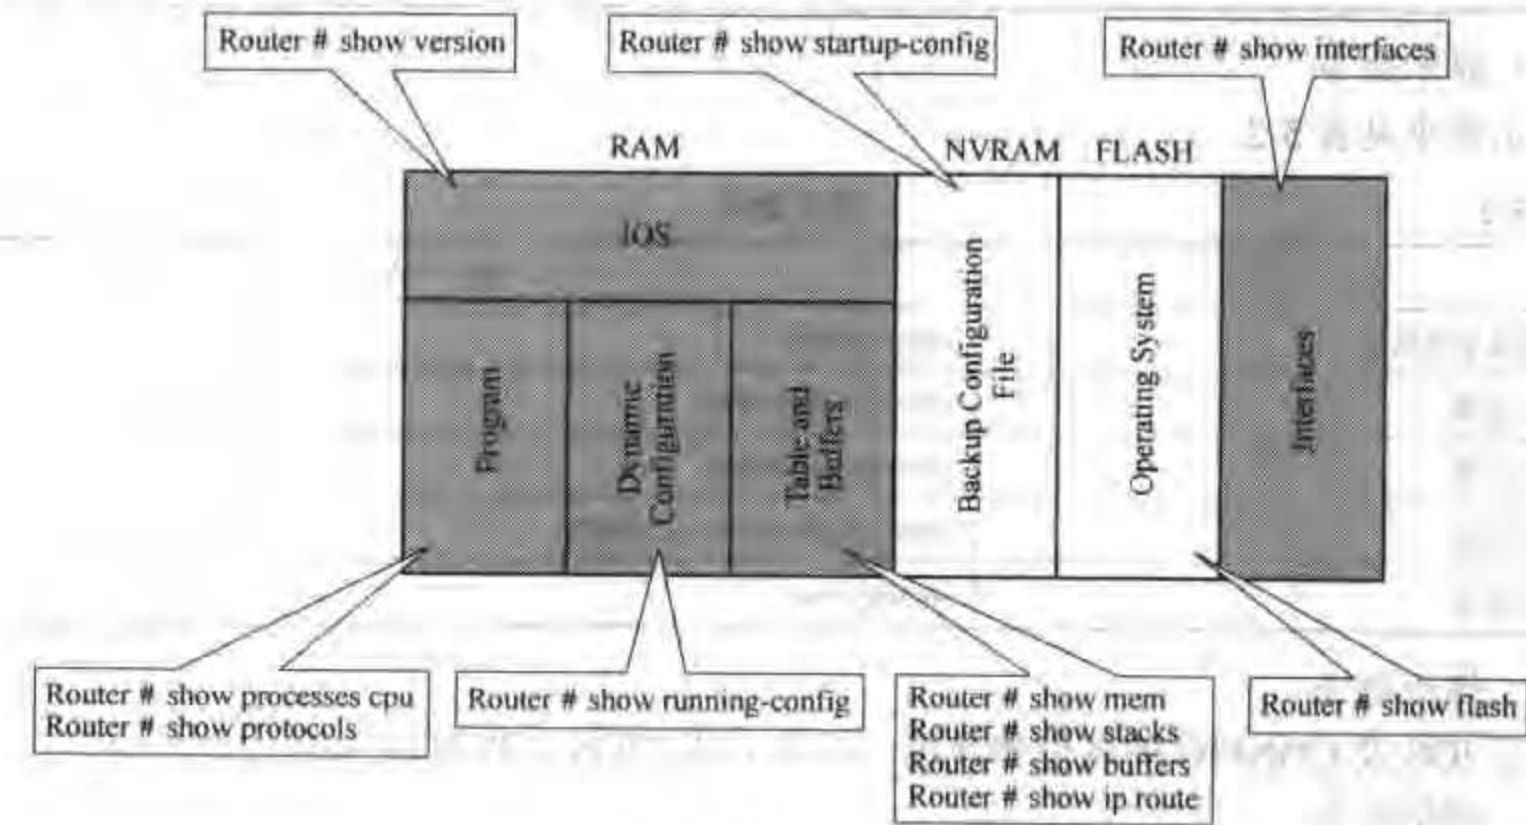 Router # show version
Router # show startup-config
Router # show interfaces
RAM
NVRAM
FLASH
IOS
Program
Dynamic
Configuration
Table and
Buffers
Backup Configuration
File
Operating System
Interfaces
Router # show processes cpu
Router # show protocols
Router # show running-config
Router # show mem
Router # show stacks
Router # show buffers
Router # show ip route
Router # show flash